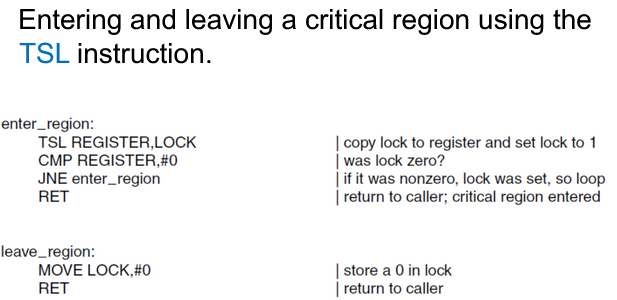 Entering and leaving a critical region using the
TSL instruction.
enter_region:
TSL REGISTER,LOCK | copy lock to register and set lock to 1
CMP REGISTER,#0 | was lock zero?
JNE enter_region | if it was nonzero, lock was set, so loop
RET | return to caller; critical region entered
leave_region:
MOVE LOCK,#0 | store a 0 in lock
RET | return to caller